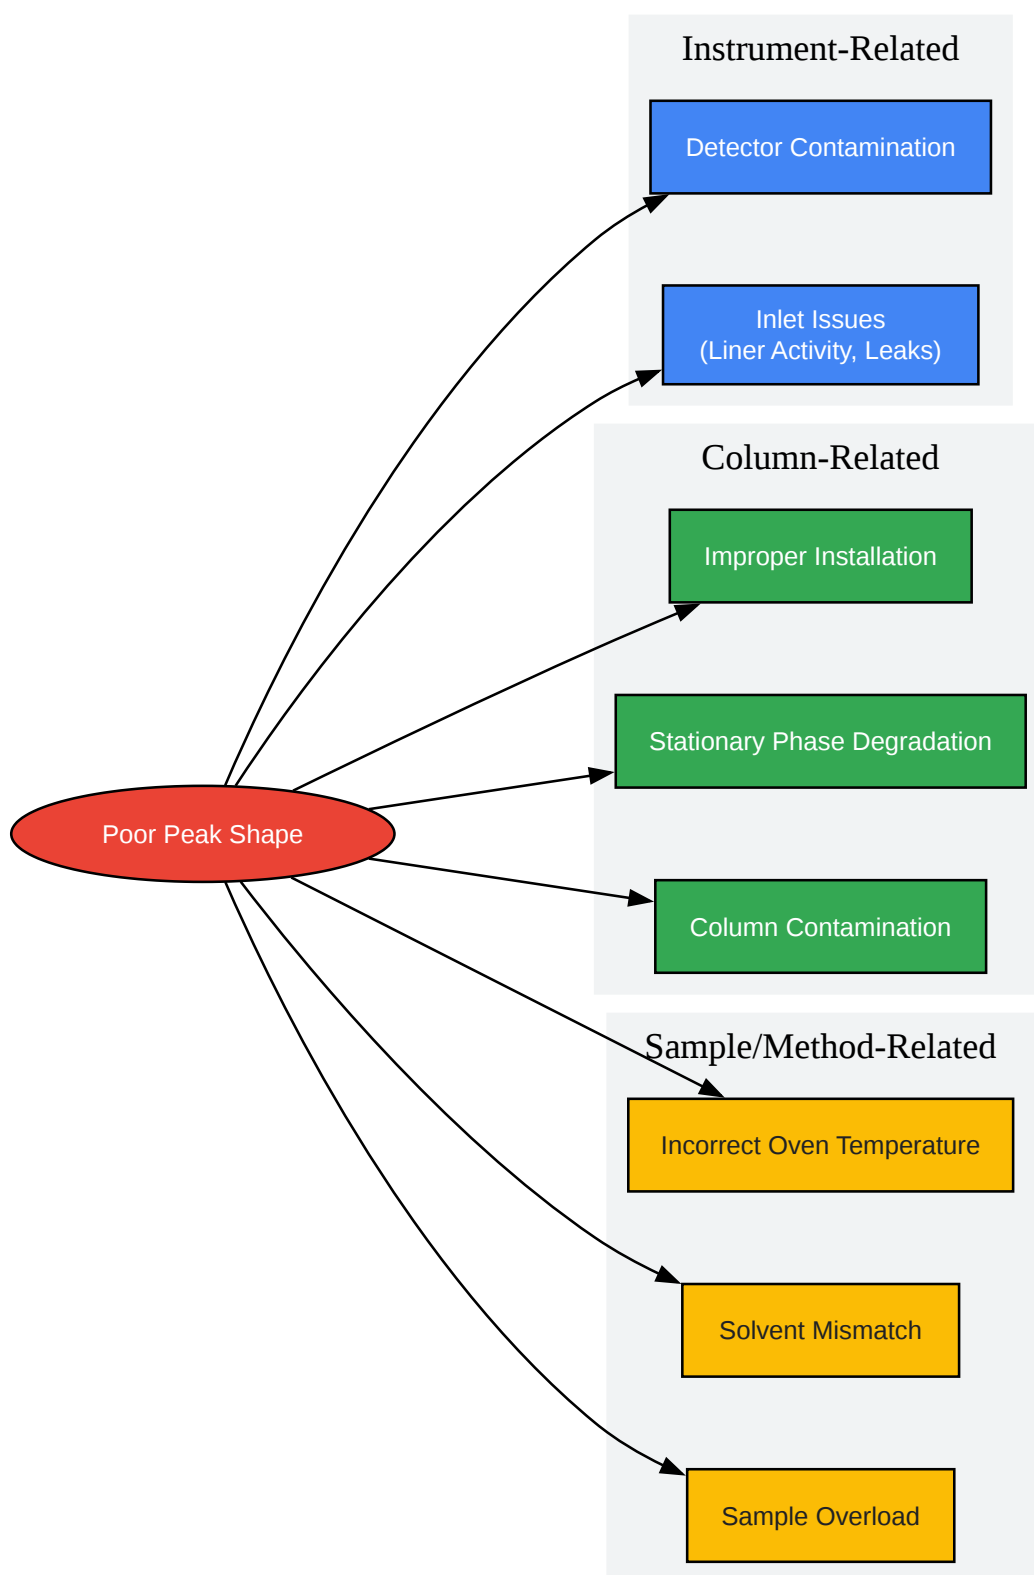 Instrument-Related
Detector Contamination
Inlet Issues
(Liner Activity, Leaks)
Column-Related
Improper Installation
Stationary Phase Degradation
Poor Peak Shape
Column Contamination
Sample/Method-Related
Incorrect Oven Temperature
Solvent Mismatch
Sample Overload